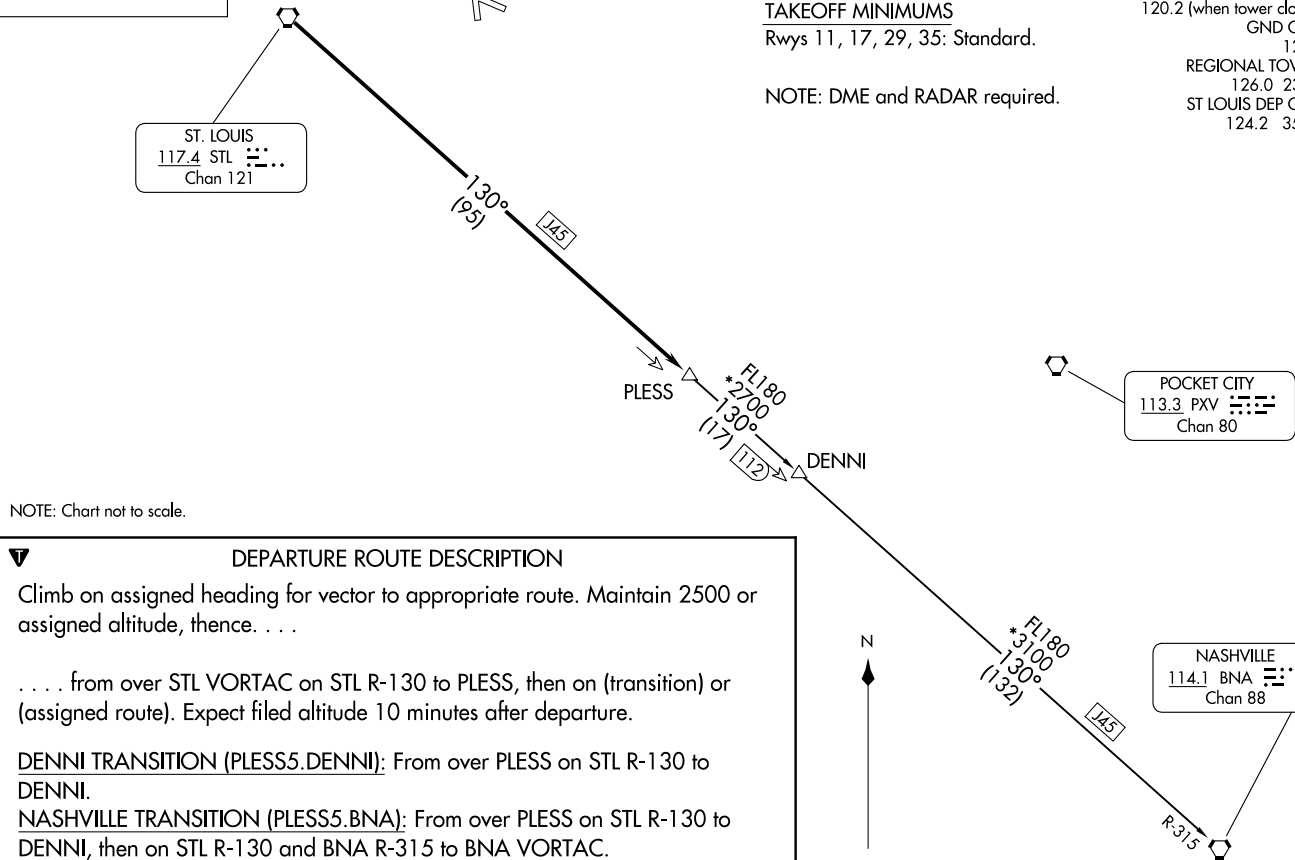 TAKEOFF MINIMUMS
Rwys 11, 17, 29, 35: Standard.
NOTE: DME and RADAR required.
120.2 (when tower
GND
REGIONAL
126.0
ST LOUIS DEP
124.2
ST. LOUIS
117.4 STL
Chan 121
130°
(95)
J45
PLESS
FL180
*2700
130°
(17)
112
DENNI
POCKET CITY
113.3 PXV
Chan 80
NOTE: Chart not to scale.
T
DEPARTURE ROUTE DESCRIPTION
Climb on assigned heading for vector to appropriate route. Maintain 2500 or
assigned altitude, thence. . . .
. . . . from over STL VORTAC on STL R-130 to PLESS, then on (transition) or
(assigned route). Expect filed altitude 10 minutes after departure.
DENNI TRANSITION (PLESS5.DENNI): From over PLESS on STL R-130 to
DENNI.
NASHVILLE TRANSITION (PLESS5.BNA): From over PLESS on STL R-130 to
DENNI, then on STL R-130 and BNA R-315 to BNA VORTAC.
N
FL180
*3100
130°
(132)
J45
NASHVILLE
114.1 BNA
Chan 88
R-315